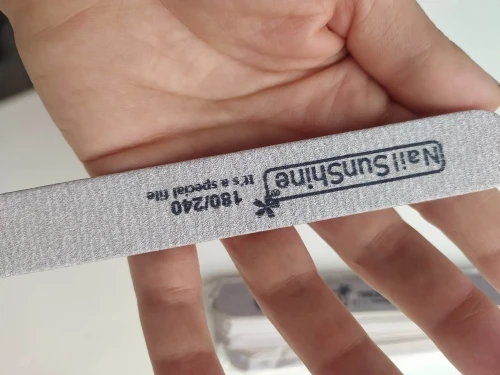 NailSunShine
®
It's a special file
180/240